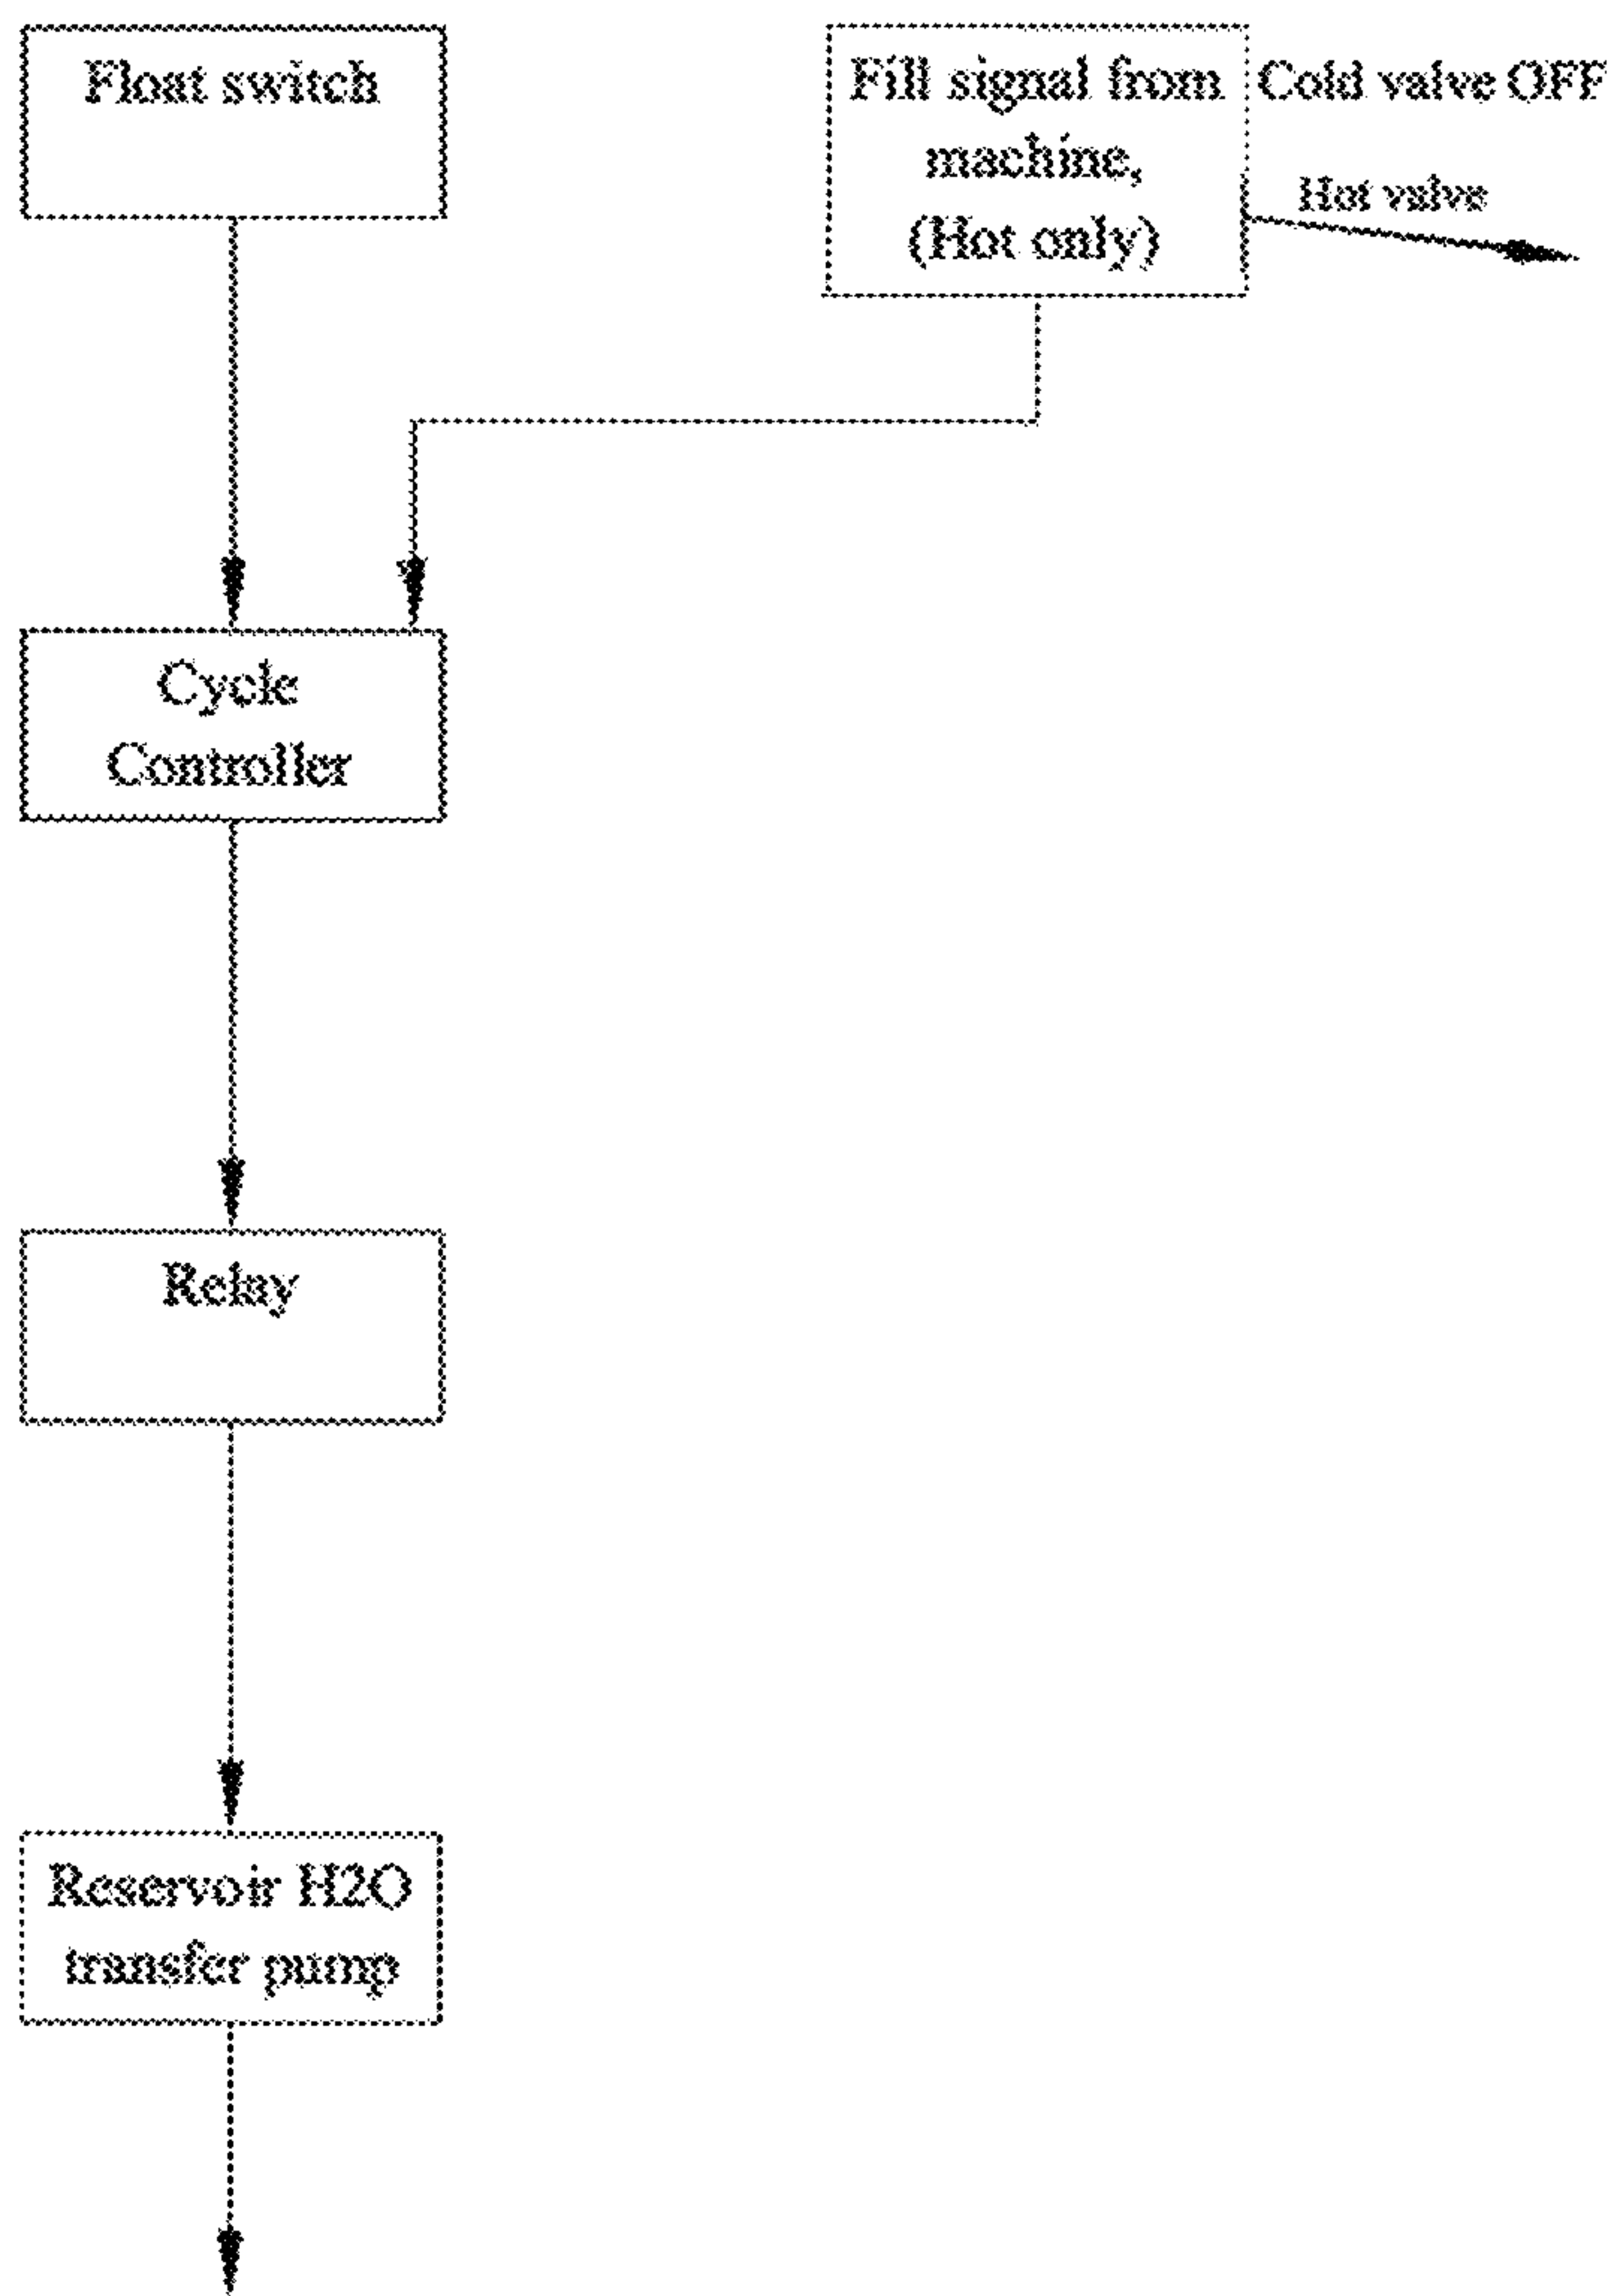 Float switch
Fill signal from
machine,
(Hot only)
Cold valve OFF
Hot valve
Cycle
Controller
Relay
Reservoir H2O
transfer pump